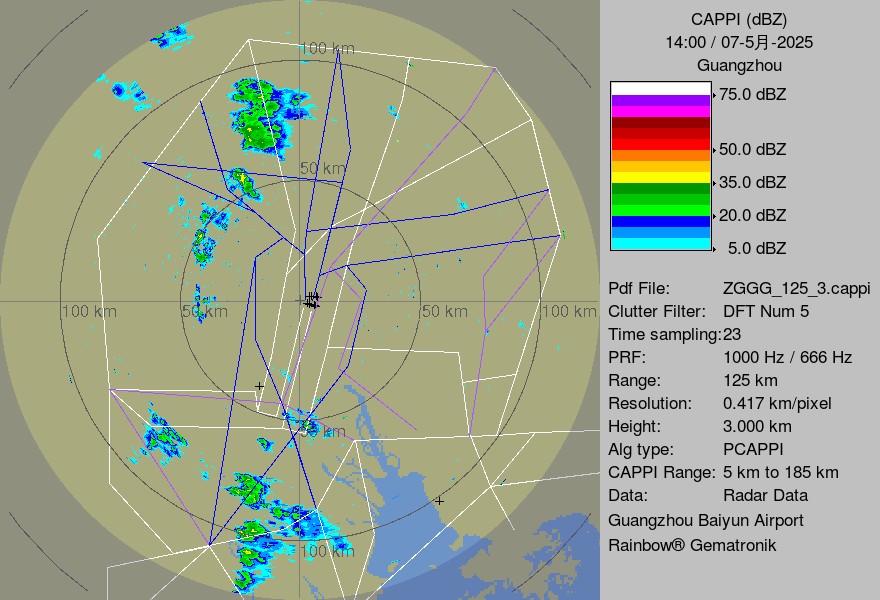 CAPPI (dBZ)
14:00 / 07-5月-2025
Guangzhou
75.0 dBZ
50.0 dBZ
35.0 dBZ
20.0 dBZ
5.0 dBZ
Pdf File: ZGGG_125_3.cappi
Clutter Filter: DFT Num 5
Time sampling:23
PRF: 1000 Hz / 666 Hz
Range: 125 km
Resolution: 0.417 km/pixel
Height: 3.000 km
Alg type: PCAPPI
CAPPI Range: 5 km to 185 km
Data: Radar Data
Guangzhou Baiyun Airport
Rainbow® Gematronik
100 km
50 km
100 km
50 km
50 km
100 km
50 km
100 km